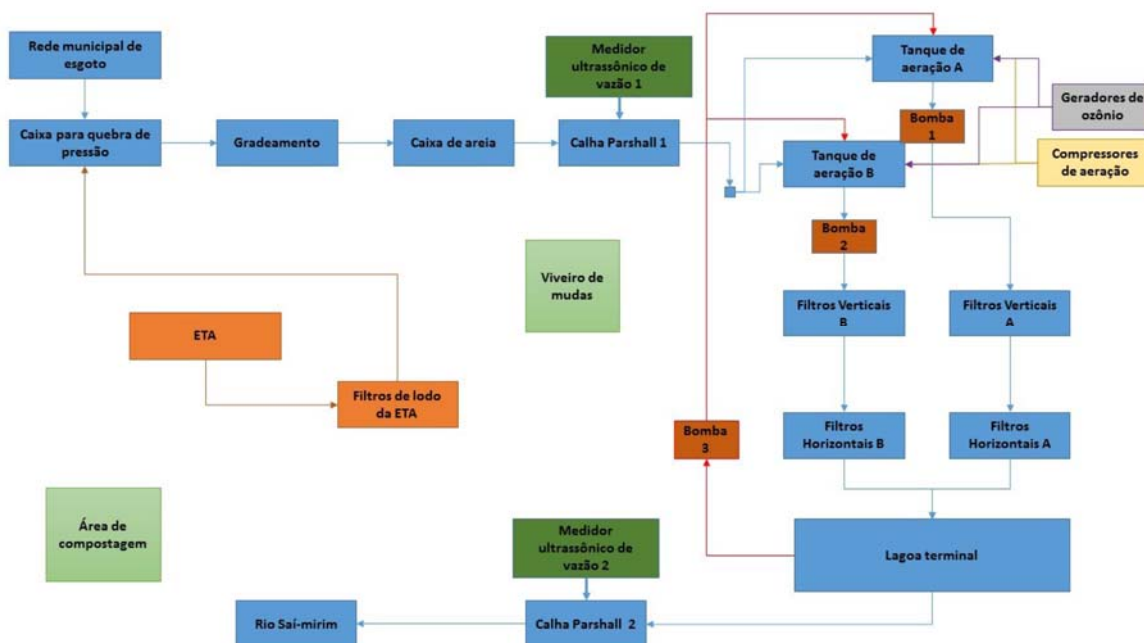 Rede municipal de
esgoto
Medidor
ultrassônico de
vazão 1
Tanque de
aeração A
Geradores de
ozônio
Caixa para quebra de
pressão
Gradeamento
Caixa de areia
Calha Parshall 1
Bomba
1
Tanque de
aeração B
Compressores
de aeração
Bomba
2
Viveiro de
mudas
Filtros Verticais
B
Filtros Verticais
A
ETA
Filtros de lodo
da ETA
Bomba
3
Filtros
Horizontais B
Filtros
Horizontais A
Área de
compostagem
Medidor
ultrassônico de
vazão 2
Lagoa terminal
Rio Saí-mirim
Calha Parshall 2